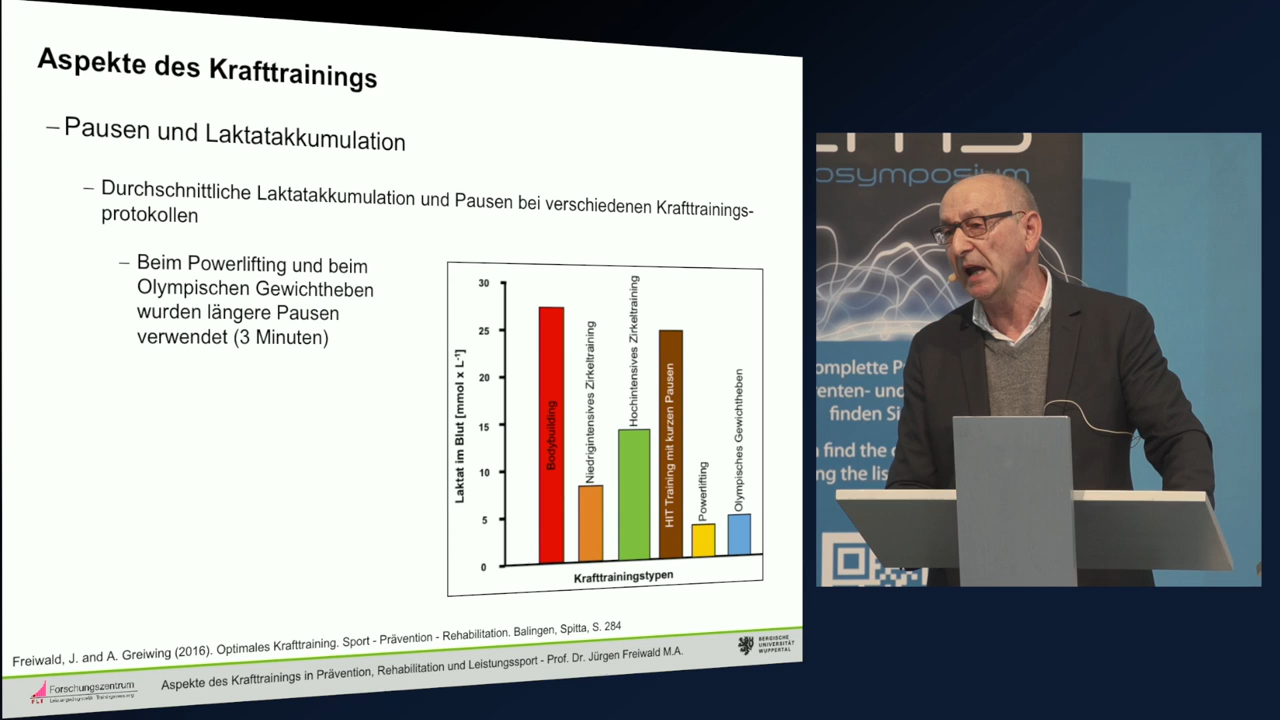 Aspekte des Krafttrainings
– Pausen und Laktatakkumulation
– Durchschnittliche Laktatakkumulation und Pausen bei verschiedenen Krafttrainings-
protokollen
– Beim Powerlifting und beim
Olympischen Gewichtheben
wurden längere Pausen
verwendet (3 Minuten)
Laktat im Blut [mmol x L⁻¹]
30
25
20
15
10
5
0
Bodybuilding
Niedrigintensives Zirkeltraining
Hochintensives Zirkeltraining
HIT Training mit kurzen Pausen
Powerlifting
Olympisches Gewichtheben
Krafttrainingstypen
Freiwald, J. and A. Greiwing (2016). Optimales Krafttraining. Sport - Prävention - Rehabilitation. Balingen, Spitta, S. 284
BERGISCHE
UNIVERSITÄT
WUPPERTAL
Forschungszentrum
FLT
Aspekte des Krafttrainings in Prävention, Rehabilitation und Leistungssport - Prof. Dr. Jürgen Freiwald M.A.
osymposium
omplette P
enten- und
finden Si
find the
ng the lis